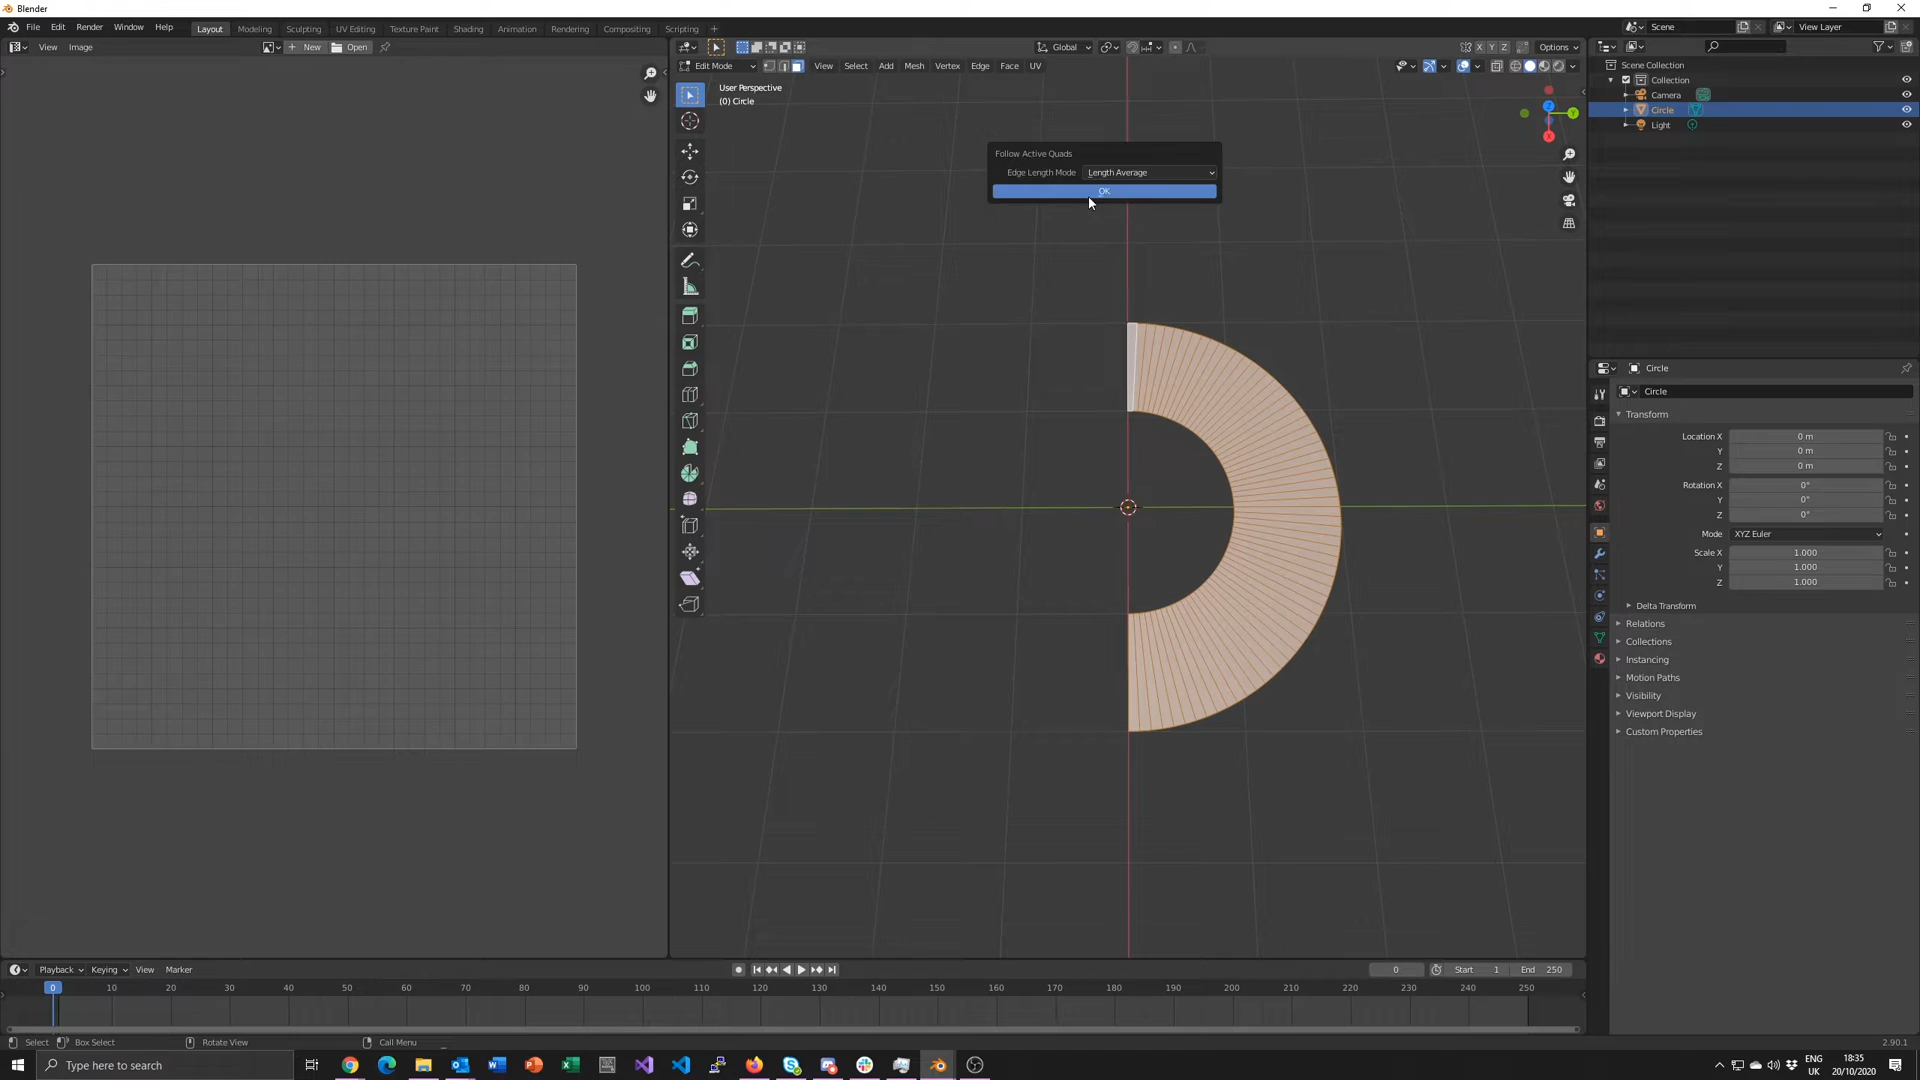 Blender
File Edit Render Window Help
Layout Modeling Sculpting UV Editing Texture Paint Shading Animation Rendering Compositing Scripting +
Scene View Layer
View Image New Open
Global Options
X Y Z
Edit Mode View Select Add Mesh Vertex Edge Face UV
User Perspective
(0) Circle
Z
Y
X
Follow Active Quads
Edge Length Mode Length Average
OK
Scene Collection
Collection
Camera
Circle
Light
Circle
Circle
Transform
Location X 0 m
Y 0 m
Z 0 m
Rotation X 0°
Y 0°
Z 0°
Mode XYZ Euler
Scale X 1.000
Y 1.000
Z 1.000
Delta Transform
Relations
Collections
Instancing
Motion Paths
Visibility
Viewport Display
Custom Properties
Playback Keying View Marker
0 Start 1 End 250
0 10 20 30 40 50 60 70 80 90 100 110 120 130 140 150 160 170 180 190 200 210 220 230 240 250
Select Box Select Rotate View Call Menu 2.90.1
Type here to search
ENG
UK
18:35
20/10/2020